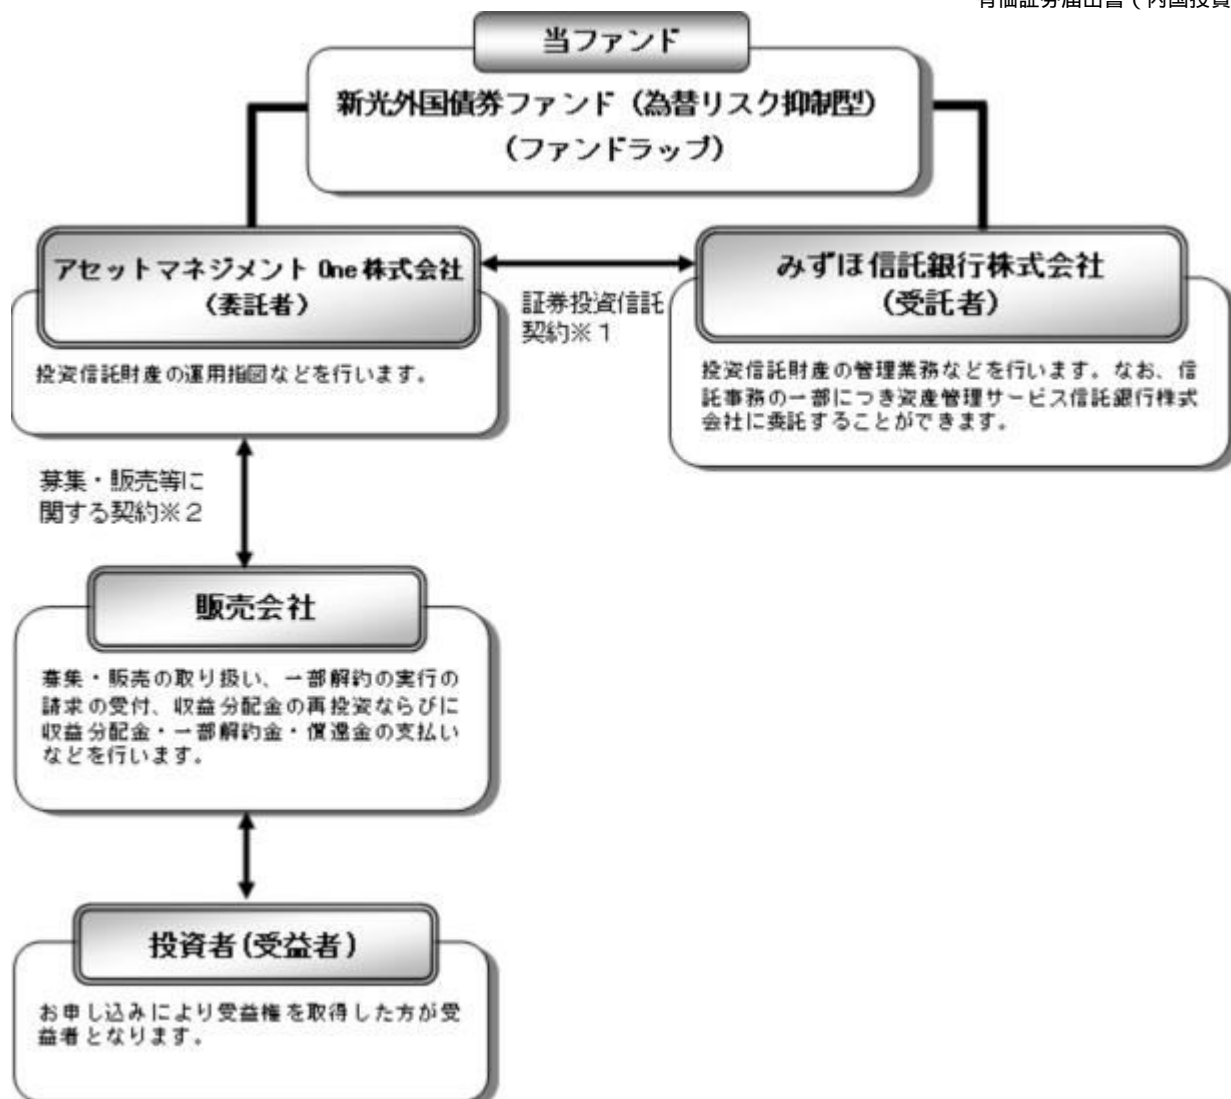 有価証券届出書(内国投資
当ファンド
新光外国債券ファンド(為替リスク抑制型)
(ファンドラップ)
アセットマネジメント One 株式会社
(委託者)
投資信託財産の運用指図などを行います。
証券投資信託
契約※1
みずほ信託銀行株式会社
(受託者)
投資信託財産の管理業務などを行います。なお、信
託事務の一部につき資産管理サービス信託銀行株式
会社に委託することができます。
募集・販売等に
関する契約※2
販売会社
募集・販売の取り扱い、一部解約の実行の
請求の受付、収益分配金の再投資ならびに
収益分配金・一部解約金・償還金の支払い
などを行います。
投資者(受益者)
お申し込みにより受益権を取得した方が受
益者となります。